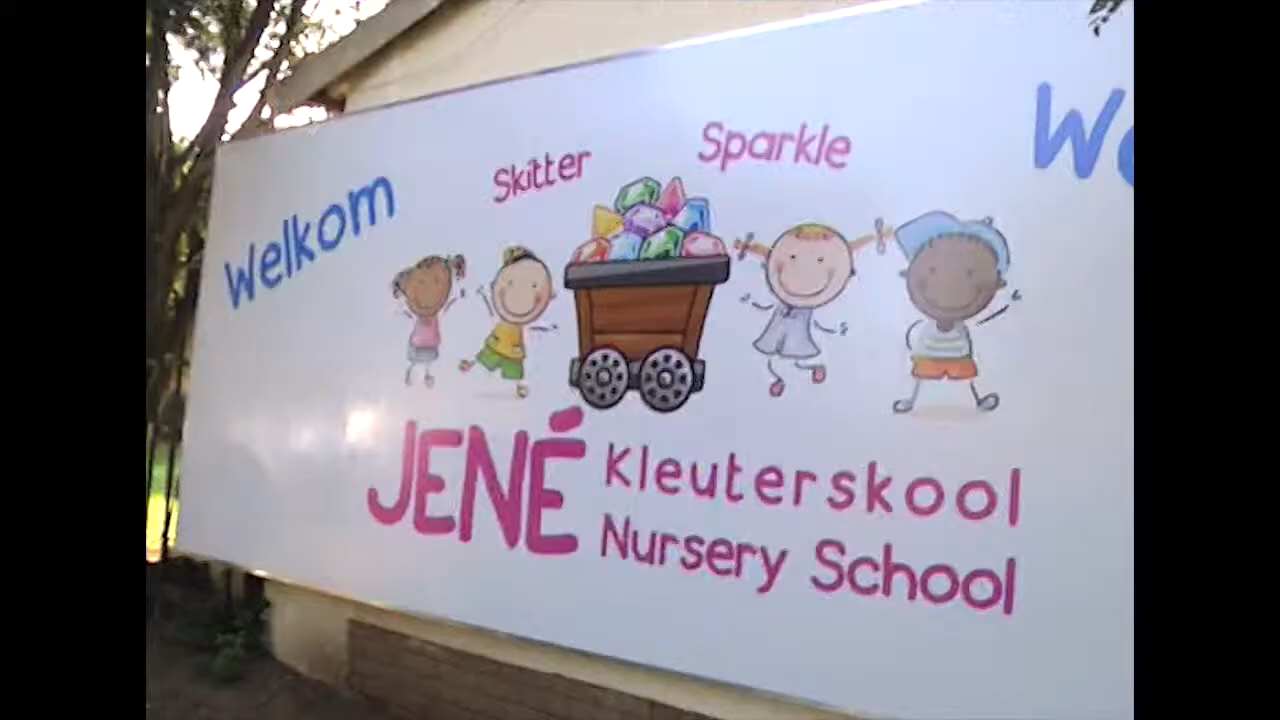 Welkom
Skitter
Sparkle
JENÉ
Kleuterskool
Nursery School